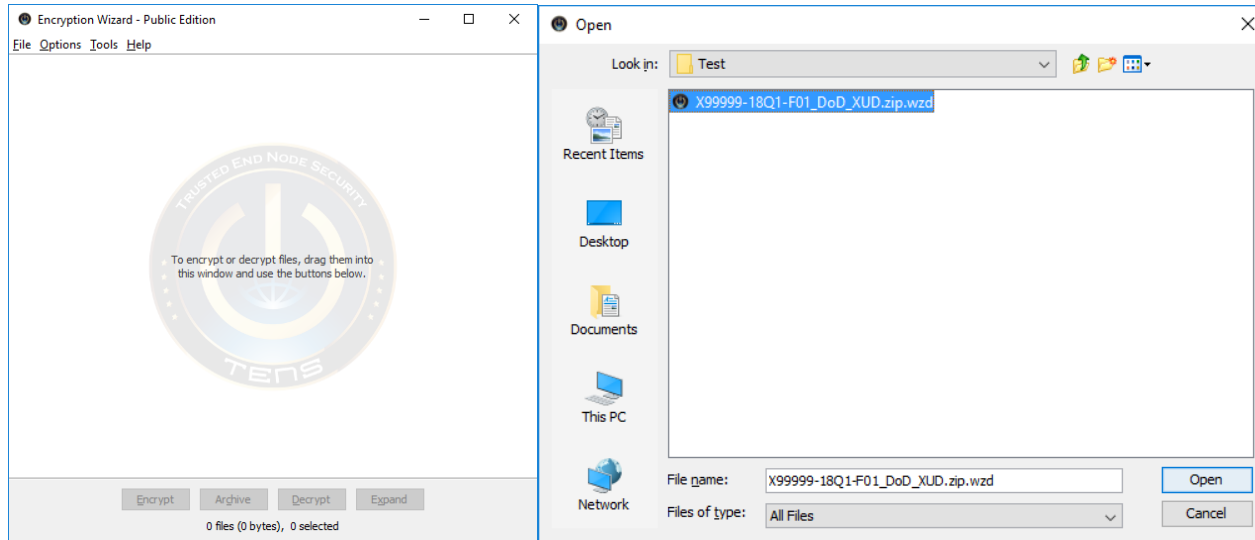 Encryption Wizard - Public Edition
File Options Tools Help
TRUSTED END NODE SECURITY
To encrypt or decrypt files, drag them into
this window and use the buttons below.
TENS
Encrypt Archive Decrypt Expand
0 files (0 bytes), 0 selected
Open
Look in: Test
X99999-18Q1-F01_DoD_XUD.zip.wzd
Recent Items
Desktop
Documents
This PC
Network
File name: X99999-18Q1-F01_DoD_XUD.zip.wzd Open
Files of type: All Files Cancel